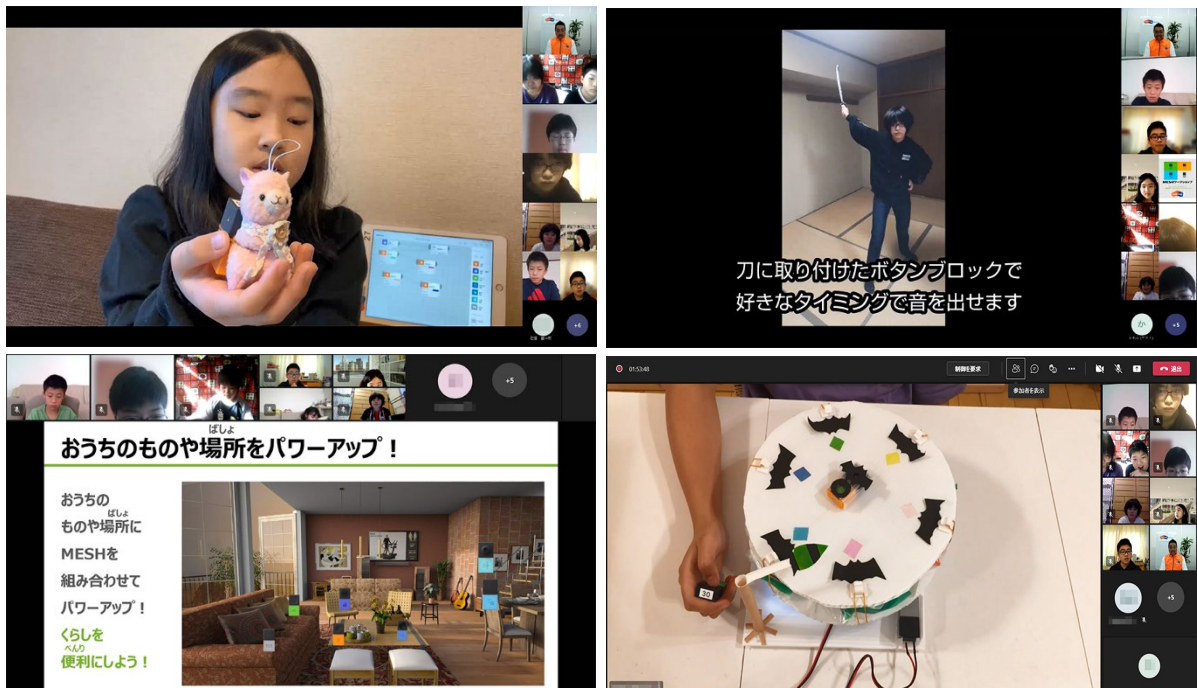 +6
刀に取り付けたボタンブロックで
好きなタイミングで音を出せます
か
+5
+5
ばしょ
おうちのものや場所をパワーアップ！
おうちの
ばしょ
ものや場所に
MESHを
組み合わせて
パワーアップ！
くらしを
べんり
便利にしよう！
01:53:48
制御を要求
退出
参加者を表示
30
+5